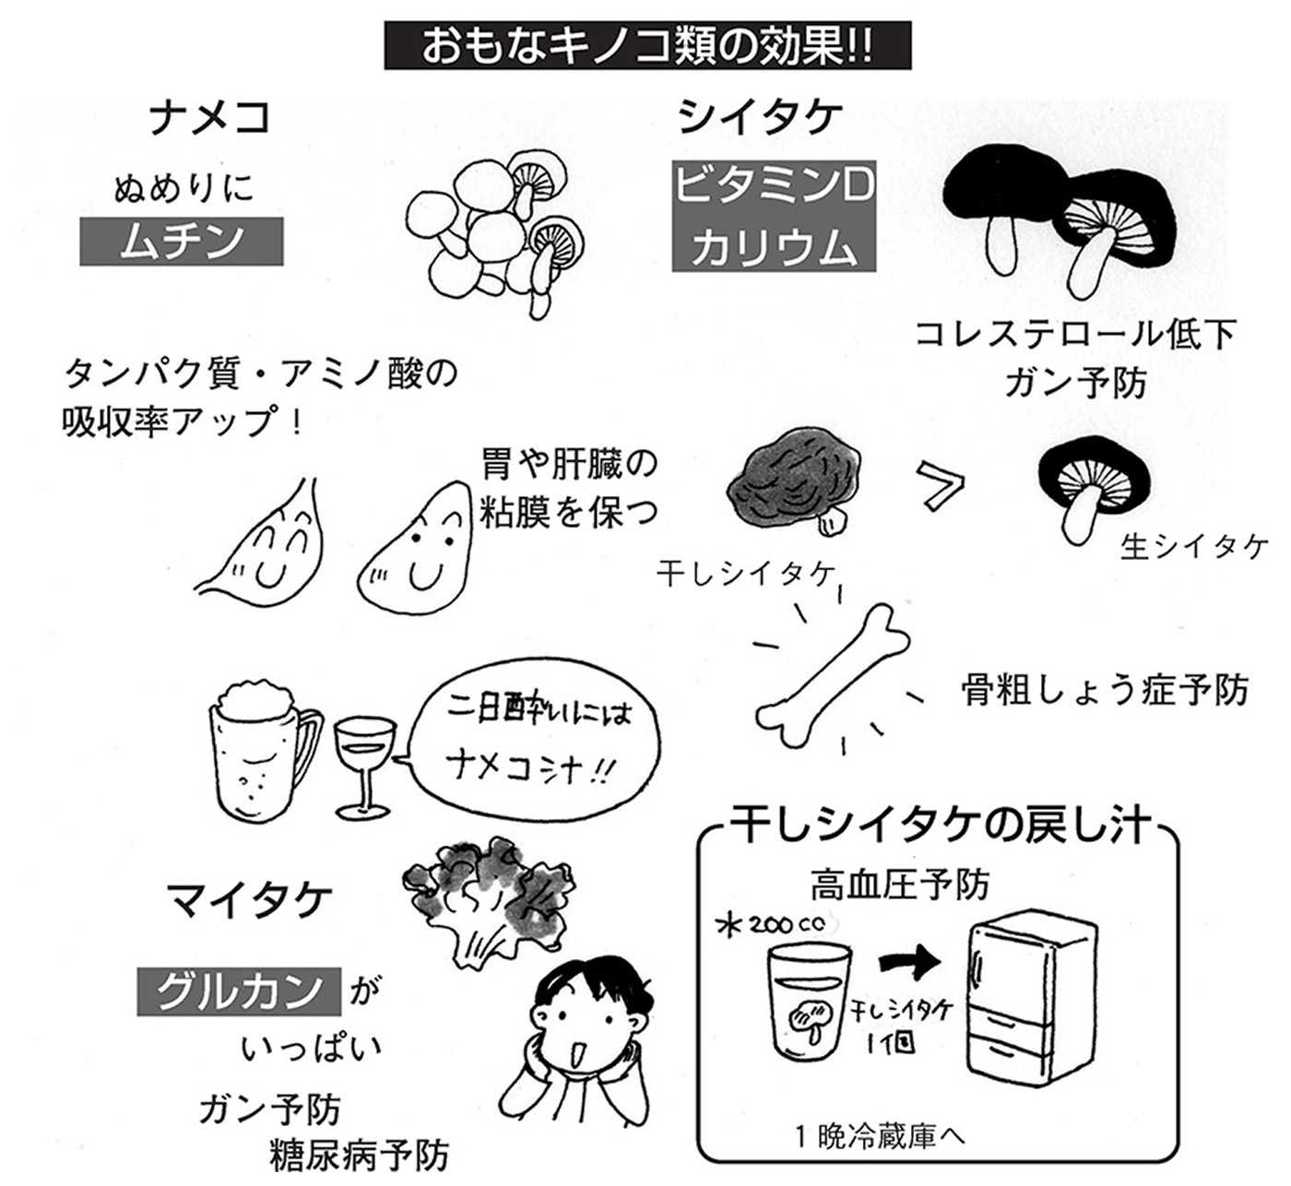 おもなキノコ類の効果!!
ナメコ
ぬめりに
ムチン
タンパク質・アミノ酸の
吸収率アップ！
胃や肝臓の
粘膜を保つ
二日酔いには
ナメコ汁!!
マイタケ
グルカンが
いっぱい
ガン予防
糖尿病予防
シイタケ
ビタミンD
カリウム
コレステロール低下
ガン予防
干しシイタケ
>
生シイタケ
骨粗しょう症予防
干しシイタケの戻し汁
高血圧予防
＊200cc
干しシイタケ
1個
1晩冷蔵庫へ